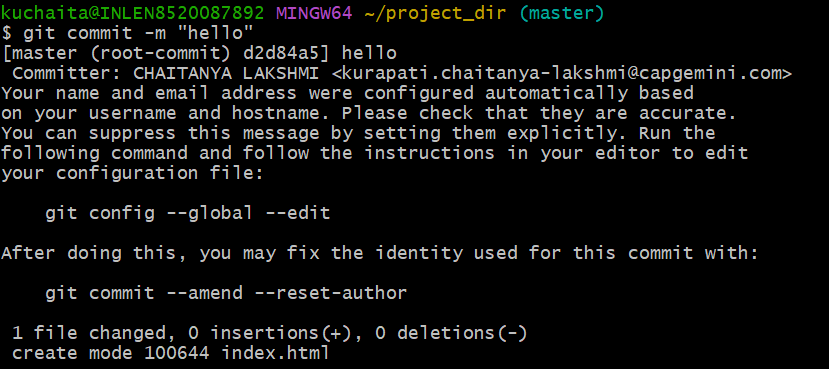 kuchaita@INLEN8520087892 MINGW64 ~/project_dir (master)
$ git commit -m "hello"
[master (root-commit) d2d84a5] hello
 Committer: CHAITANYA LAKSHMI <kurapati.chaitanya-lakshmi@capgemini.com>
Your name and email address were configured automatically based
on your username and hostname. Please check that they are accurate.
You can suppress this message by setting them explicitly. Run the
following command and follow the instructions in your editor to edit
your configuration file:

    git config --global --edit

After doing this, you may fix the identity used for this commit with:

    git commit --amend --reset-author

 1 file changed, 0 insertions(+), 0 deletions(-)
 create mode 100644 index.html